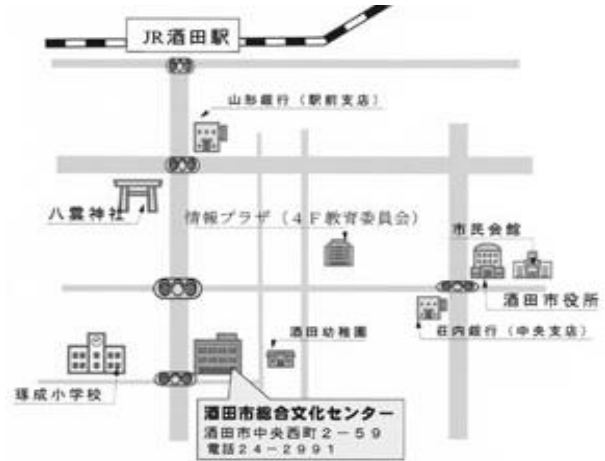 JR酒田駅
山形銀行（駅前支店）
八雲神社
情報プラザ（4F教育委員会）
市民会館
酒田市役所
荘内銀行（中央支店）
酒田幼稚園
琢成小学校
酒田市総合文化センター
酒田市中央西町2－59
電話24－2991